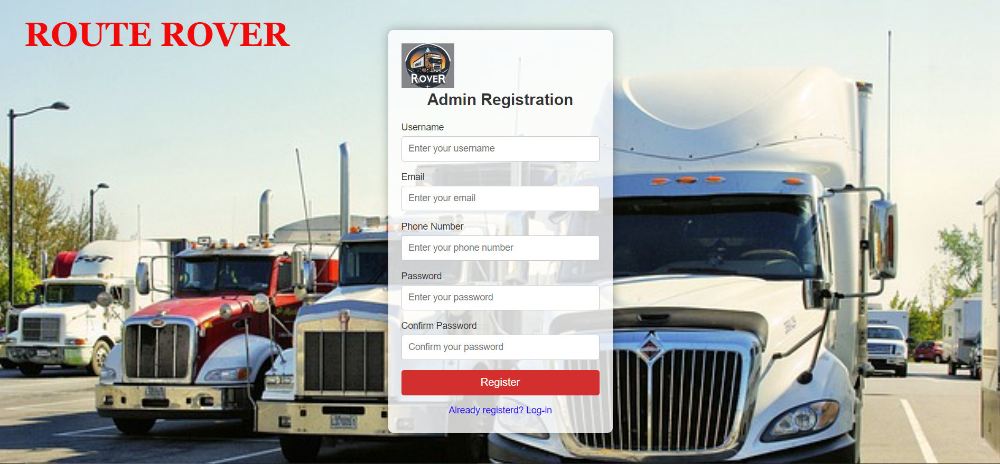 ROUTE ROVER
ROVER
Admin Registration
Username
Enter your username
Email
Enter your email
Phone Number
Enter your phone number
Password
Enter your password
Confirm Password
Confirm your password
Register
Already registerd? Log-in